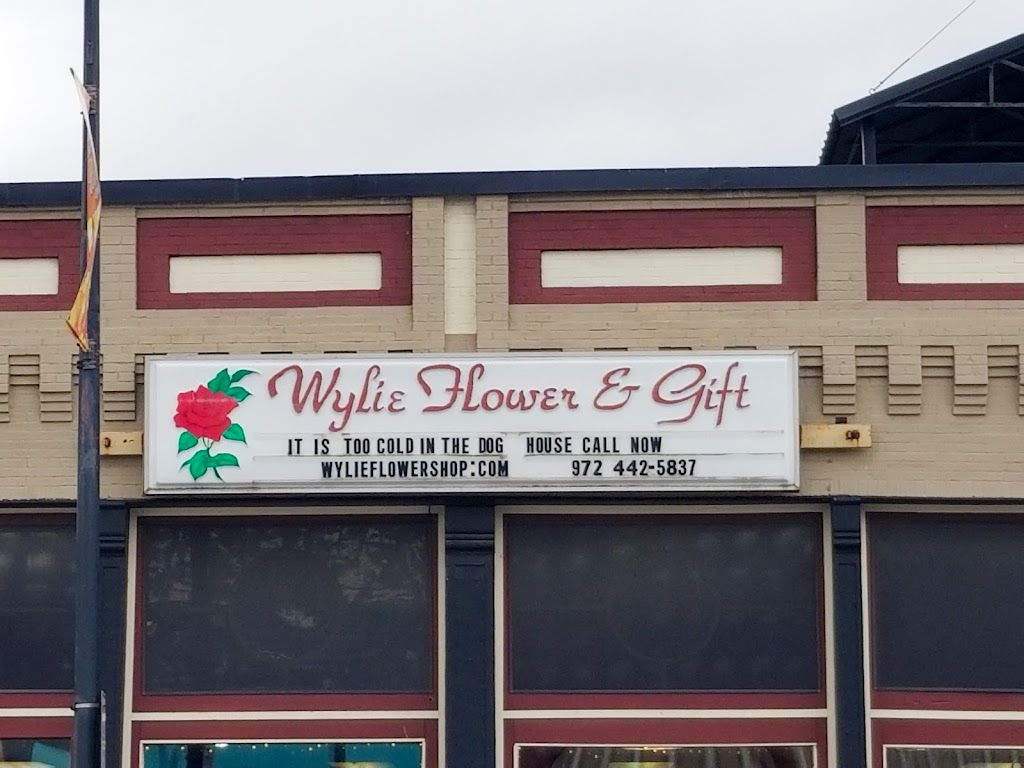 Wylie Flower & Gift
IT IS TOO COLD IN THE DOG HOUSE CALL NOW
WYLIEFLOWERSHOP:COM 972 442-5837